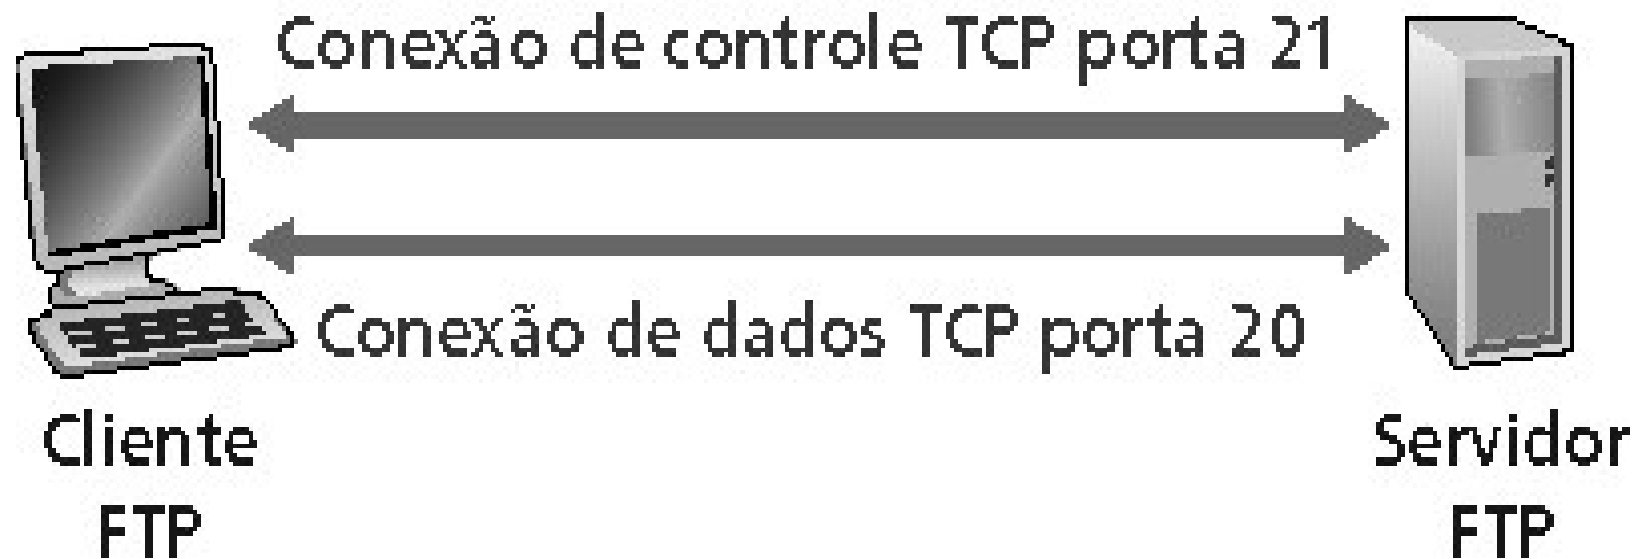 Conexão de controle TCP porta 21
Conexão de dados TCP porta 20
Cliente
FTP
Servidor
FTP